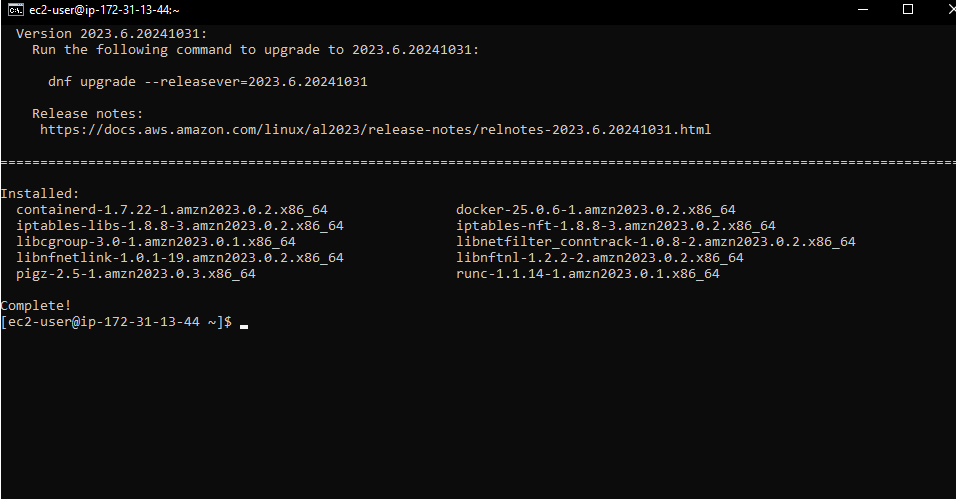 ec2-user@ip-172-31-13-44:~
Version 2023.6.20241031:
Run the following command to upgrade to 2023.6.20241031:
dnf upgrade --releasever=2023.6.20241031
Release notes:
https://docs.aws.amazon.com/linux/al2023/release-notes/relnotes-2023.6.20241031.html
========================================================================================================================
Installed:
containerd-1.7.22-1.amzn2023.0.2.x86_64 docker-25.0.6-1.amzn2023.0.2.x86_64
iptables-libs-1.8.8-3.amzn2023.0.2.x86_64 iptables-nft-1.8.8-3.amzn2023.0.2.x86_64
libcgroup-3.0-1.amzn2023.0.1.x86_64 libnetfilter_conntrack-1.0.8-2.amzn2023.0.2.x86_64
libnfnetlink-1.0.1-19.amzn2023.0.2.x86_64 libnftnl-1.2.2-2.amzn2023.0.2.x86_64
pigz-2.5-1.amzn2023.0.3.x86_64 runc-1.1.14-1.amzn2023.0.1.x86_64
Complete!
[ec2-user@ip-172-31-13-44 ~]$